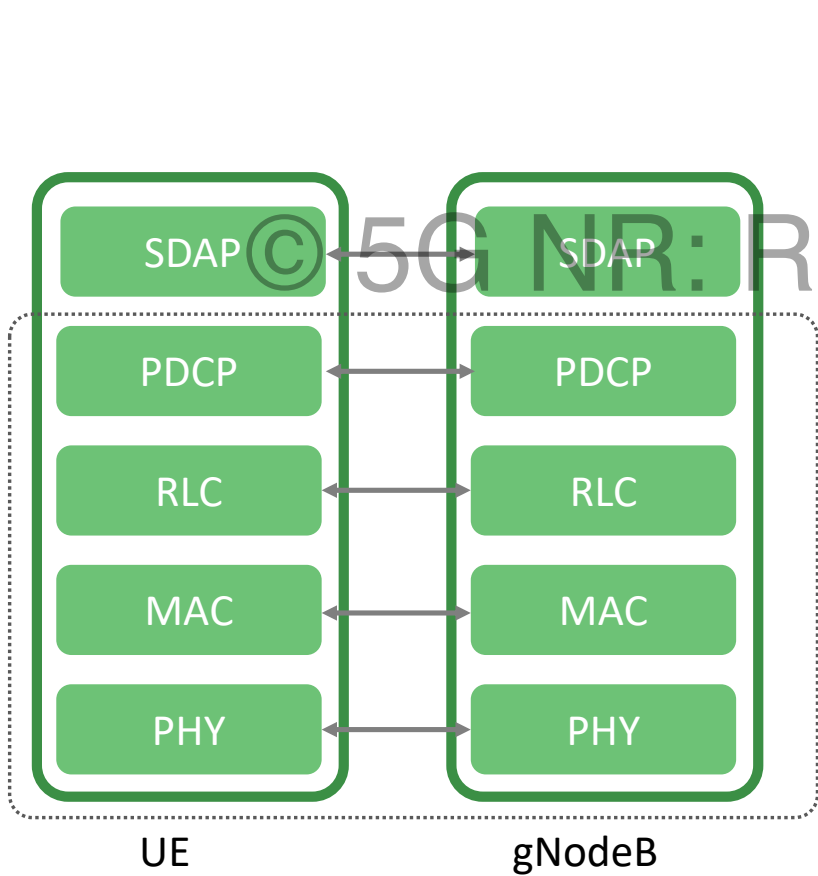 SDAP SDAP
© 5G NR: R
PDCP PDCP
RLC RLC
MAC MAC
PHY PHY
UE gNodeB